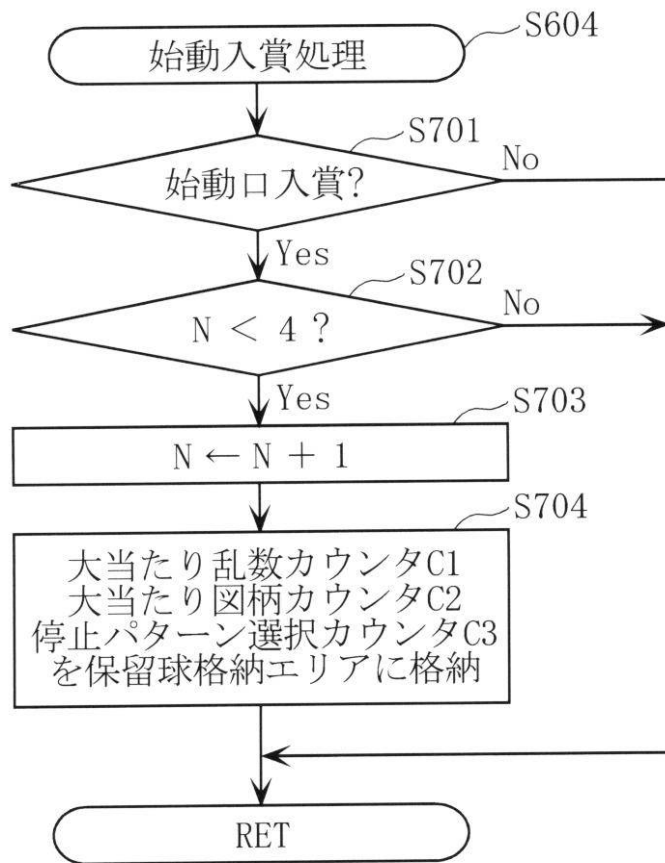 S604
始動入賞処理
S701
始動口入賞?
No
Yes
S702
N < 4 ?
No
Yes
S703
N ← N + 1
S704
大当たり乱数カウンタC1
大当たり図柄カウンタC2
停止パターン選択カウンタC3
を保留球格納エリアに格納
RET